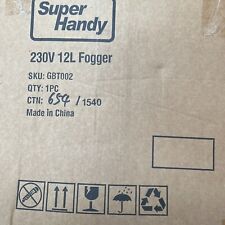 Super
Handy
230V 12L Fogger
SKU: GBT002
QTY: 1PC
CTN: 654 / 1540
Made in China